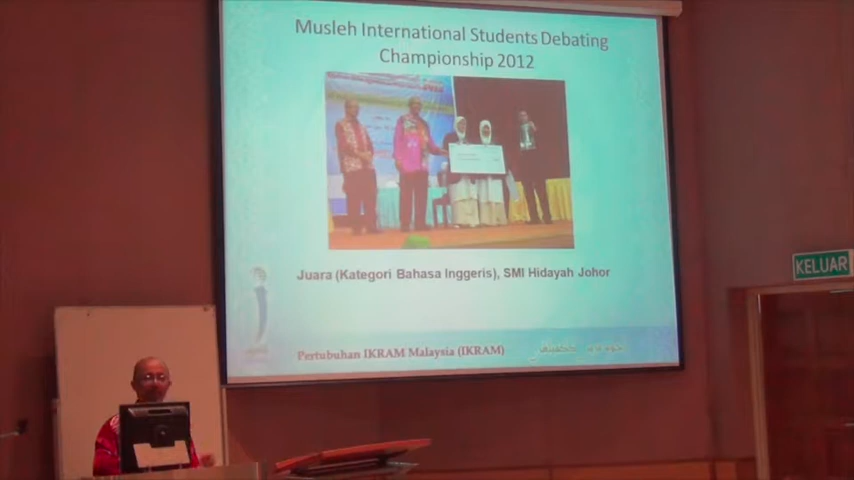 Musleh International Students Debating
Championship 2012
Juara (Kategori Bahasa Inggeris), SMI Hidayah Johor
Pertubuhan IKRAM Malaysia (IKRAM)
KELUAR